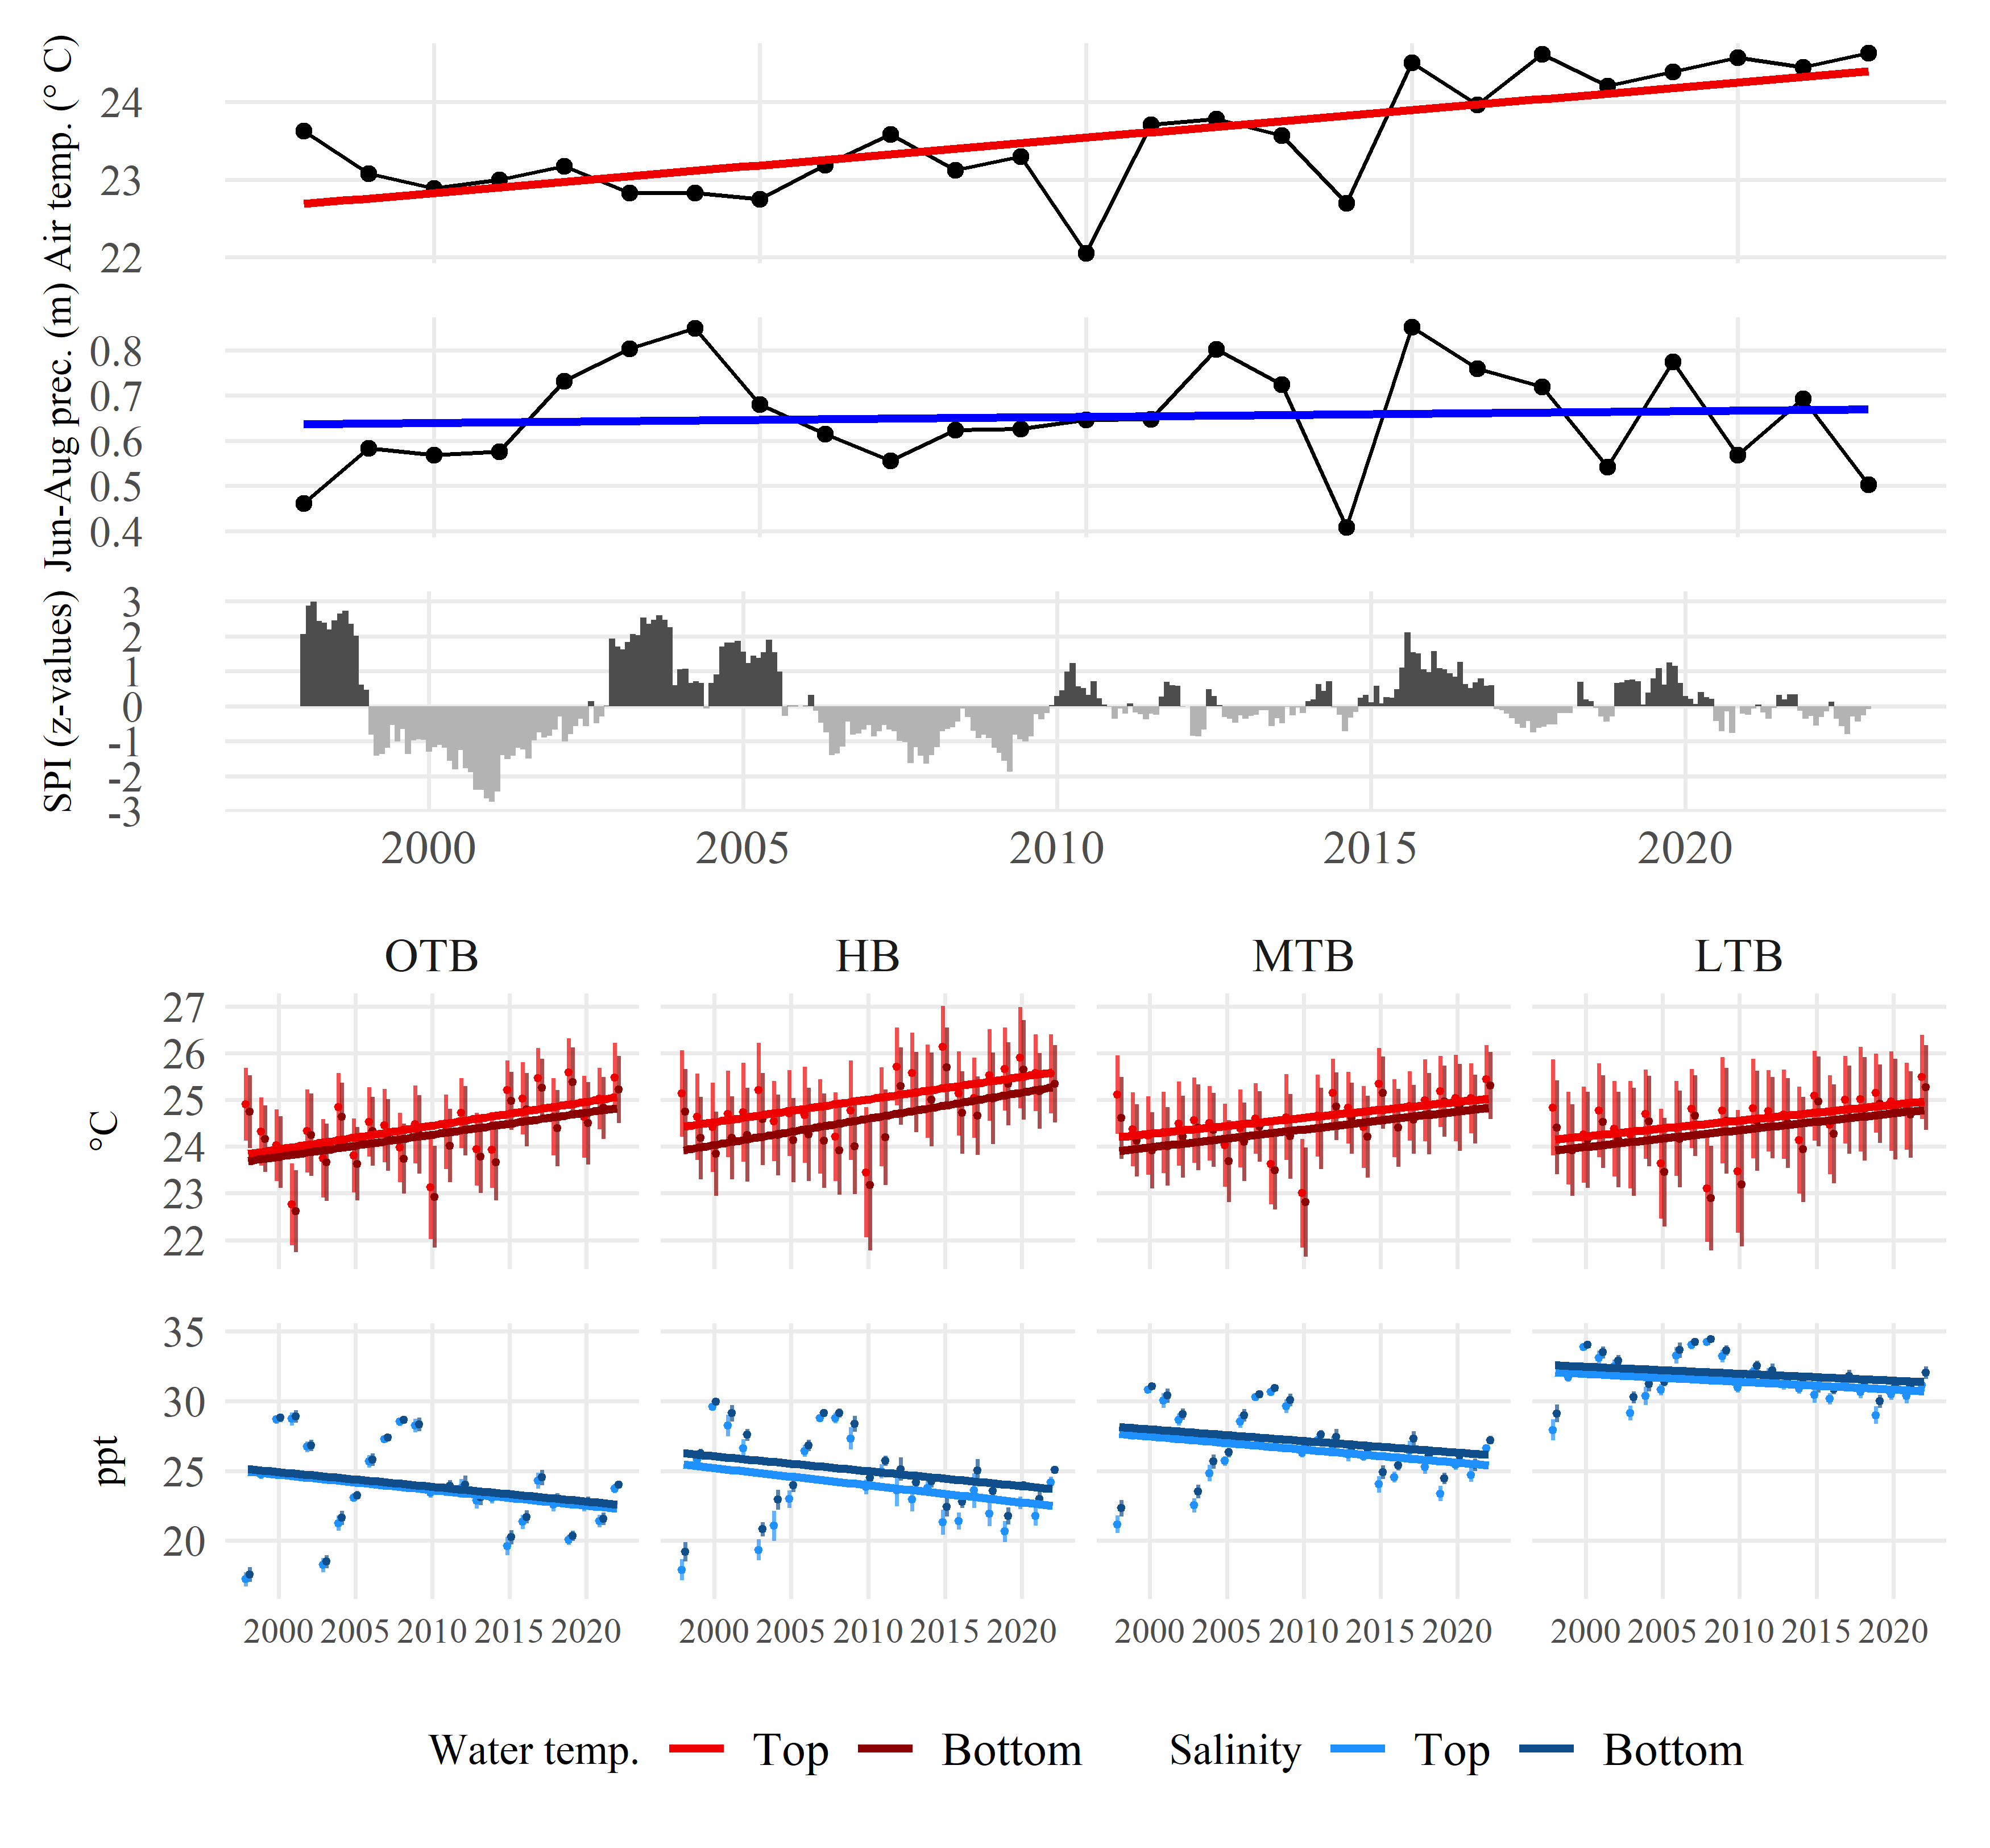 Air temp. (° C)
24
23
22
Jun-Aug prec. (m)
0.8
0.7
0.6
0.5
0.4
SPI (z-values)
3
2
1
0
-1
-2
-3
2000 2005 2010 2015 2020
OTB HB MTB LTB
°C
27
26
25
24
23
22
ppt
35
30
25
20
2000 2005 2010 2015 2020 2000 2005 2010 2015 2020 2000 2005 2010 2015 2020 2000 2005 2010 2015 2020
Water temp. Top Bottom Salinity Top Bottom